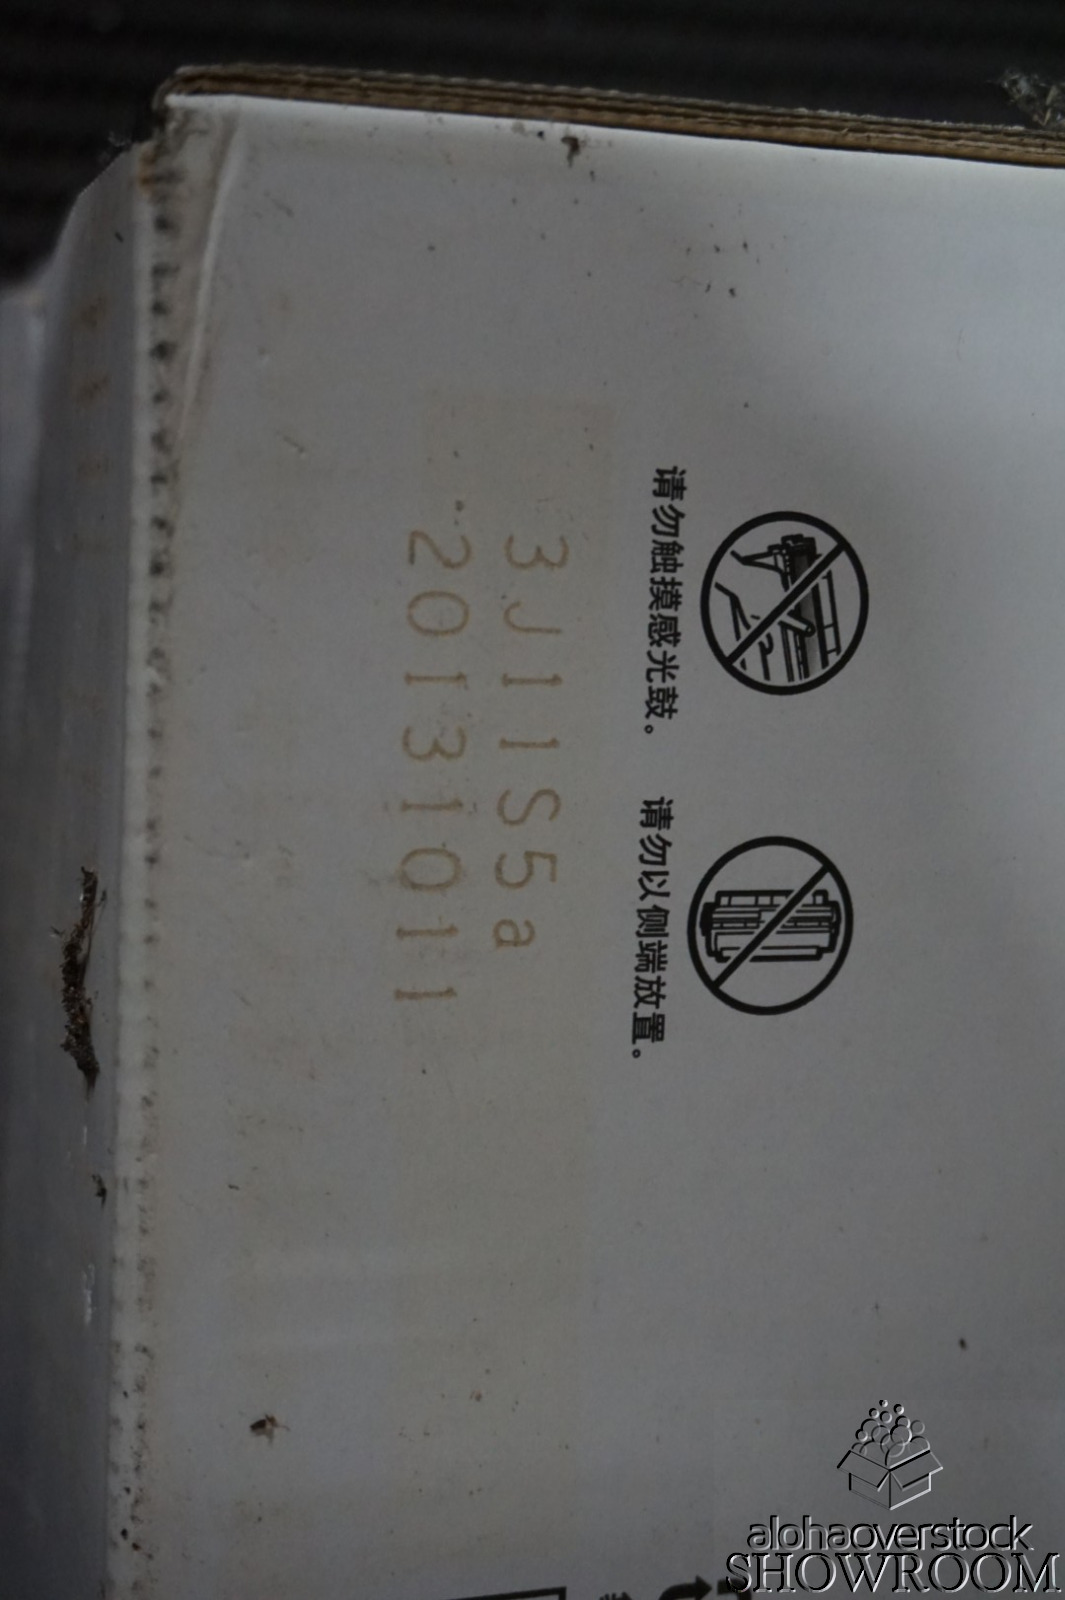 请勿触摸感光鼓。
请勿以侧端放置。
3J11S5a
20131011
alohaoverstock
SHOWROOM